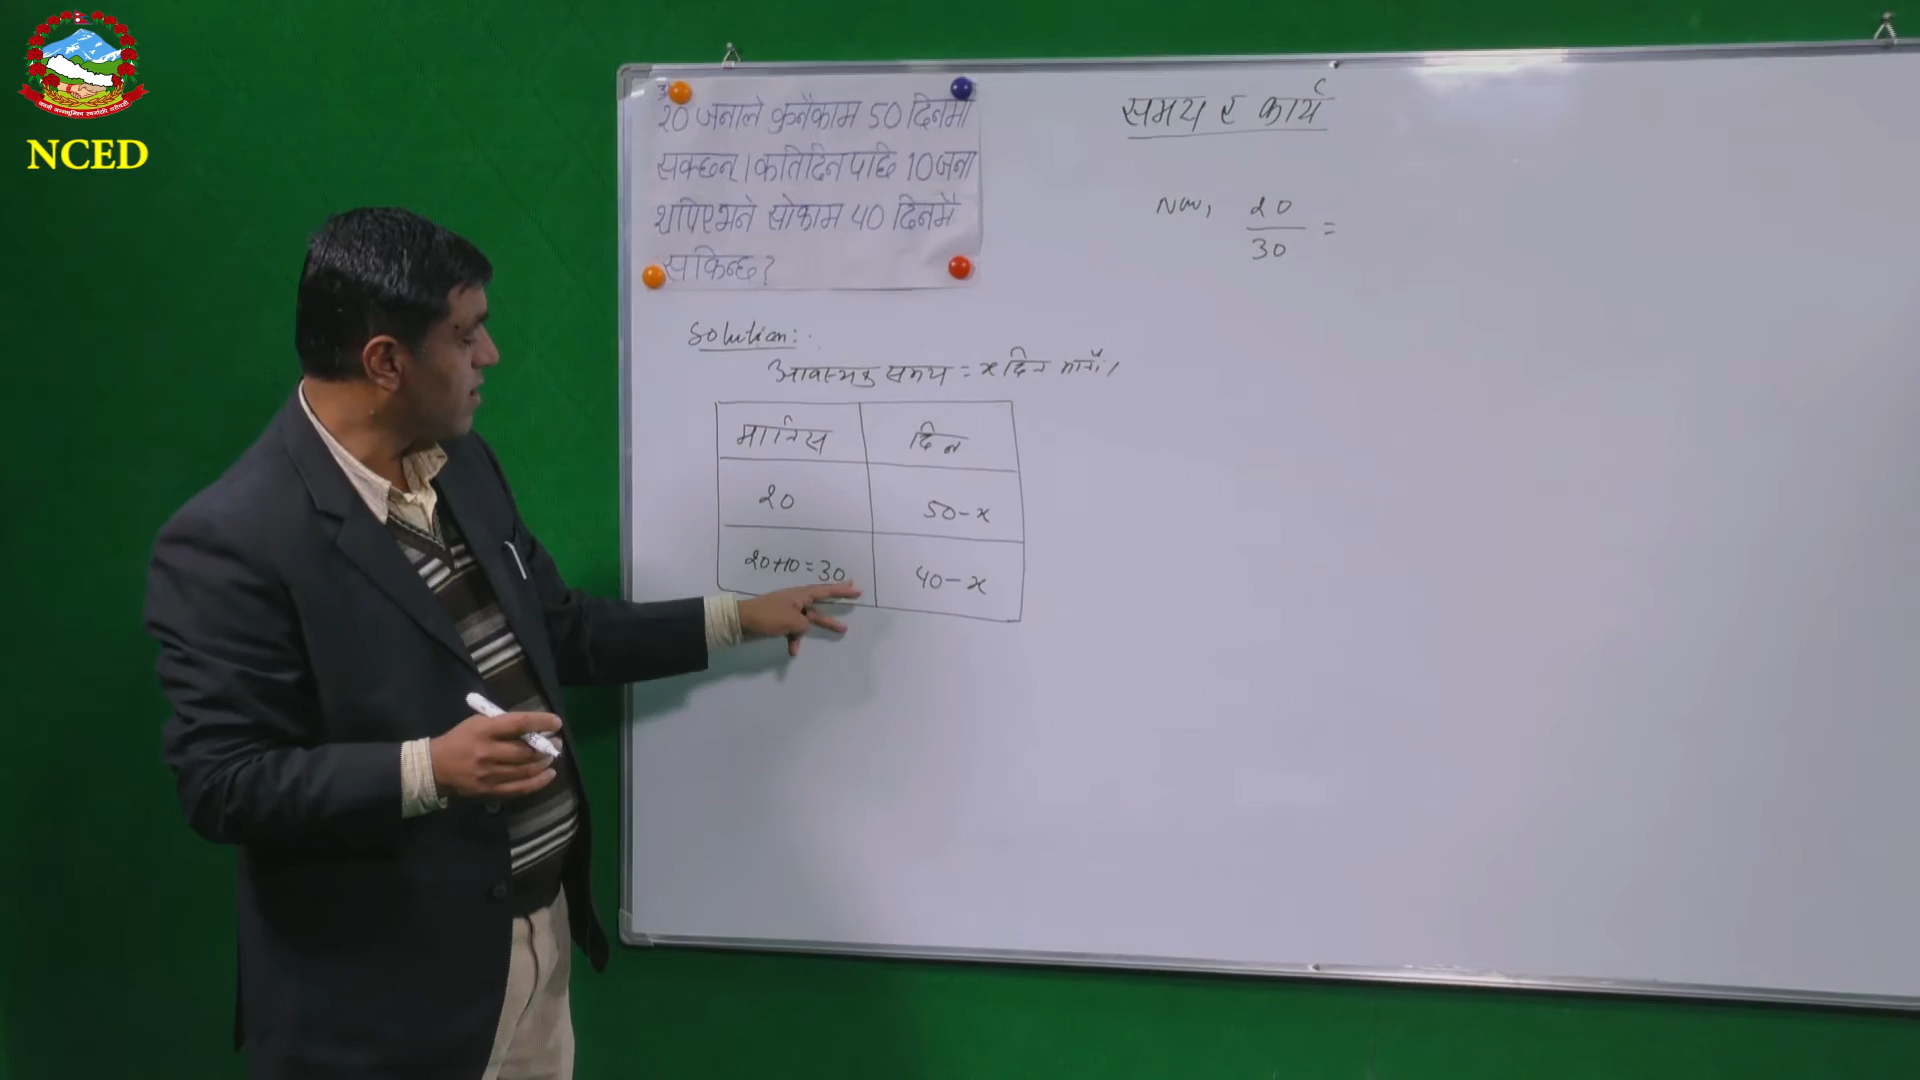 NCED
20 जनाले कुनै काम 50 दिनमा
सक्छन् । कति दिन पछि 10 जना
थपिए भने सो काम 40 दिनमै
सकिन्छ ?
समय र कार्य
Now, 20/30 =
Solution:
आवश्यक समय = x दिन मानौं ।
मानिस दिन
20 50-x
20+10=30 40-x